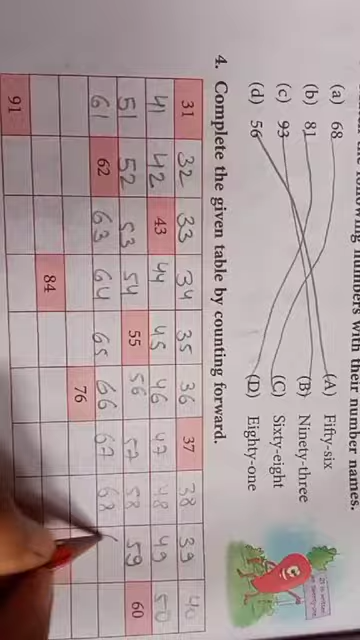 following numbers with their number names.
(a) 68 (A) Fifty-six
(b) 81 (B) Ninety-three
(c) 93 (C) Sixty-eight
(d) 56 (D) Eighty-one
4. Complete the given table by counting forward.
31 32 33 34 35 36 37 38 39 40
41 42 43 44 45 46 47 48 49 50
51 52 53 54 55 56 57 58 59 60
61 62 63 64 65 66 67 68
76
84
91